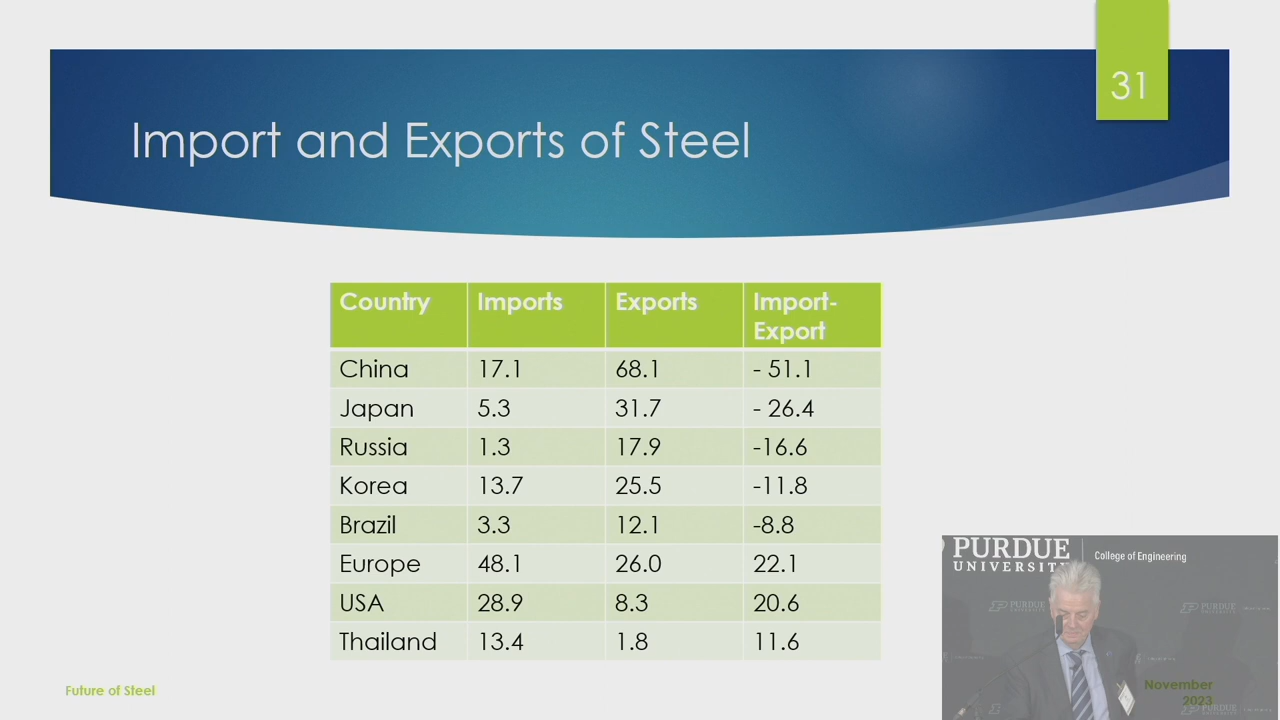 31
Import and Exports of Steel
Country Imports Exports Import-
Export
China 17.1 68.1 - 51.1
Japan 5.3 31.7 - 26.4
Russia 1.3 17.9 -16.6
Korea 13.7 25.5 -11.8
Brazil 3.3 12.1 -8.8
Europe 48.1 26.0 22.1
USA 28.9 8.3 20.6
Thailand 13.4 1.8 11.6
PURDUE
UNIVERSITY
College of Engineering
PURDUE
PURDUE
PURDUE
Future of Steel
November
2023